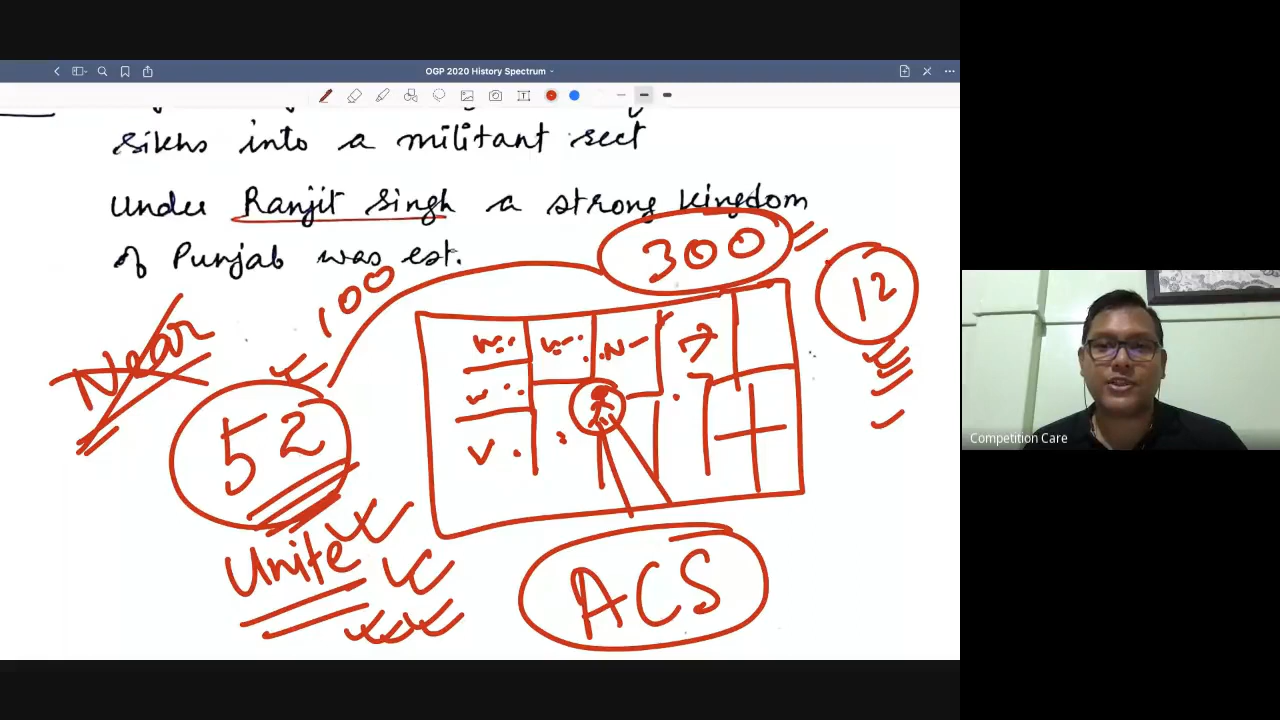 OGP 2020 History Spectrum
sikhs into a militant sect
Under Ranjit Singh a strong kingdom
of Punjab was est.
300
12
100
Near
52
Unite
ACS
Competition Care